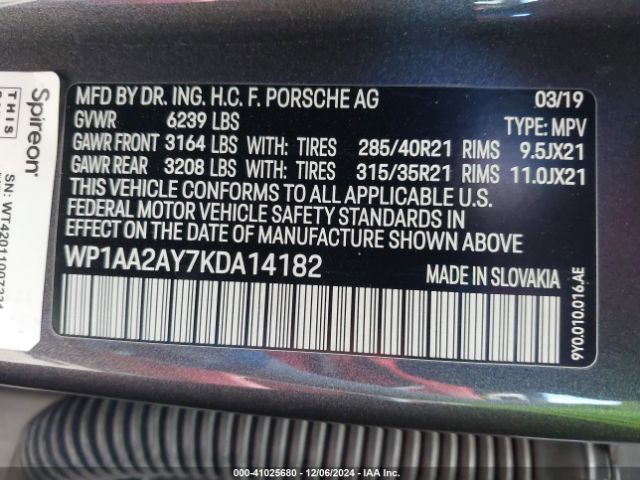 MFD BY DR. ING. H.C. F. PORSCHE AG 03/19
GVWR 6239 LBS TYPE: MPV
GAWR FRONT 3164 LBS WITH: TIRES 285/40R21 RIMS 9.5JX21
GAWR REAR 3208 LBS WITH: TIRES 315/35R21 RIMS 11.0JX21
THIS VEHICLE CONFORMS TO ALL APPLICABLE U.S.
FEDERAL MOTOR VEHICLE SAFETY STANDARDS IN
EFFECT ON THE DATE OF MANUFACTURE SHOWN ABOVE
WP1AA2AY7KDA14182 MADE IN SLOVAKIA
9Y0.010.016.AE
THIS
Spireon
000-41025680 - 12/06/2024 - IAA Inc.